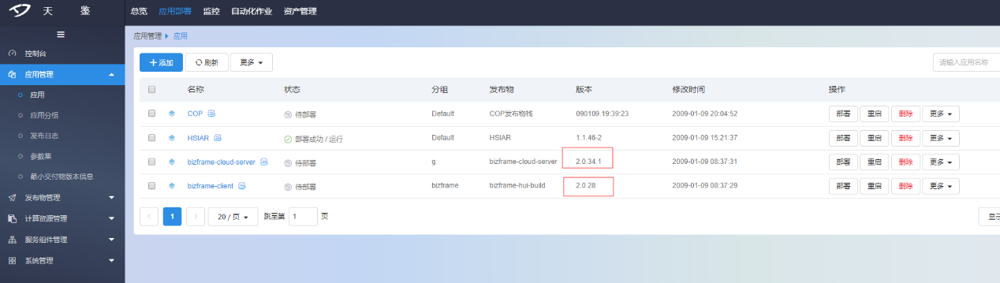 天 鉴 总览 应用部署 监控 自动化作业 资产管理
控制台
应用管理
应用
应用分组
发布日志
参数集
最小交付物版本信息
发布物管理
计算资源管理
服务组件管理
系统管理
应用管理 应用
添加 刷新 更多 请输入应用名称
名称 状态 分组 发布物 版本 修改时间 操作
COP 待部署 Default COP发布物栈 090109.19:39:23 2009-01-09 20:04:52 部署 重启 删除 更多
HSIAR 部署成功 / 运行 Default HSIAR 1.1.46-2 2009-01-09 15:21:37 部署 重启 删除 更多
bizframe-cloud-server 待部署 g bizframe-cloud-server 2.0.34.1 2009-01-09 08:37:31 部署 重启 删除 更多
bizframe-client 待部署 bizframe bizframe-hui-build 2.0.28 2009-01-09 08:37:29 部署 重启 删除 更多
1 20 / 页 跳至第 1 页 显示